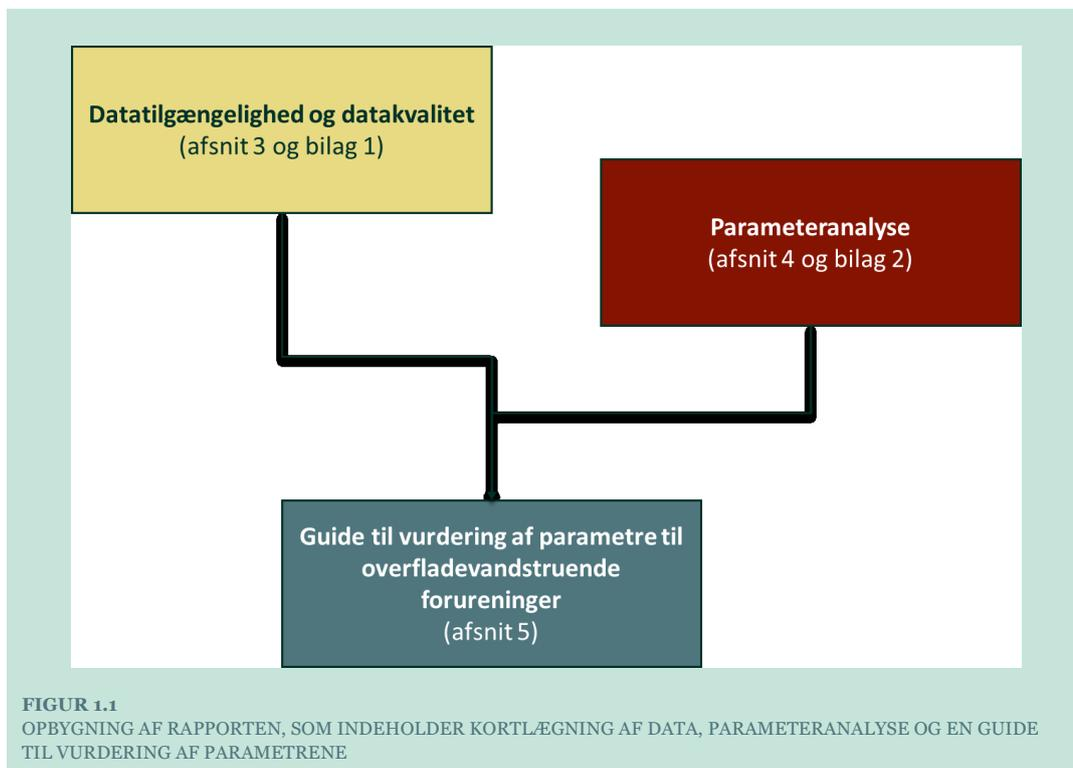 Datatilgængelighed og datakvalitet
(afsnit 3 og bilag 1)
Parameteranalyse
(afsnit 4 og bilag 2)
Guide til vurdering af parametre til
overfladevandstruende
forureninger
(afsnit 5)
FIGUR 1.1
OPBYGNING AF RAPPORTEN, SOM INDEHOLDER KORTLÆGNING AF DATA, PARAMETERANALYSE OG EN GUIDE
TIL VURDERING AF PARAMETRENE